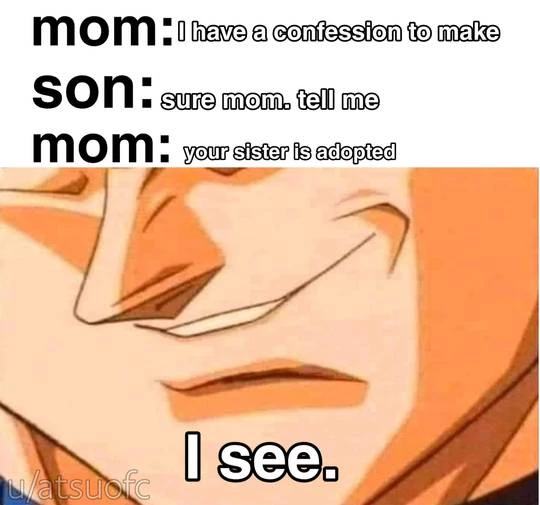 mom: I have a confession to make
son: sure mom. tell me
mom: your sister is adopted
I see.
u/atsuofc